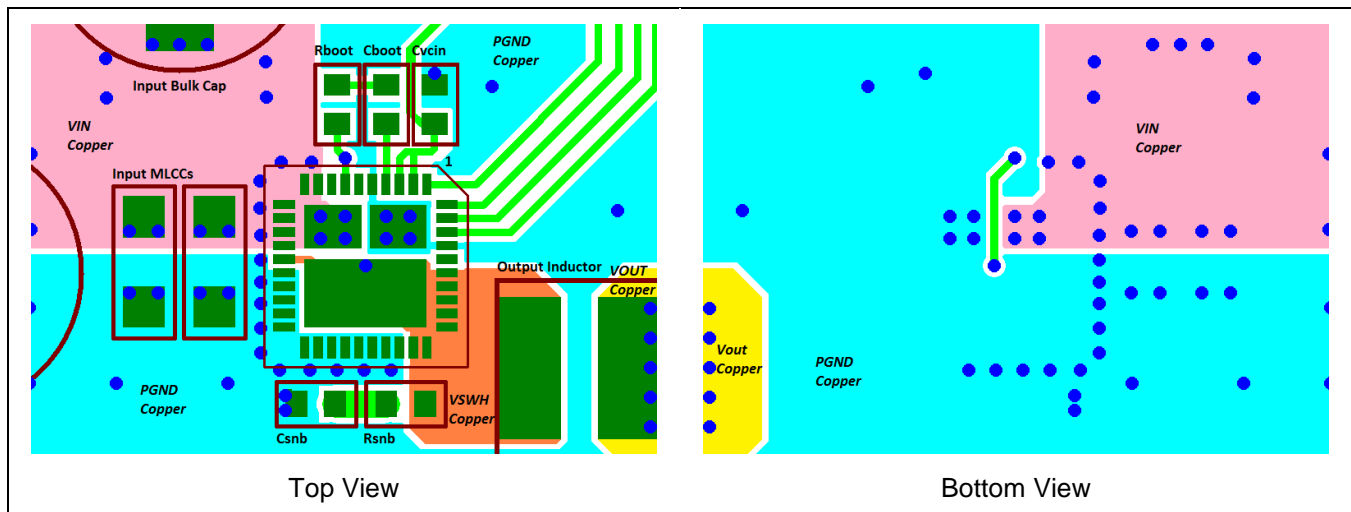 Rboot Cboot Cvcin
PGND
Copper
Input Bulk Cap
VIN
Copper
Input MLCCs
1
Output Inductor
VOUT
Copper
PGND
Copper
VSWH
Copper
Csnb
Rsnb
Top View
VIN
Copper
Vout
Copper
PGND
Copper
Bottom View